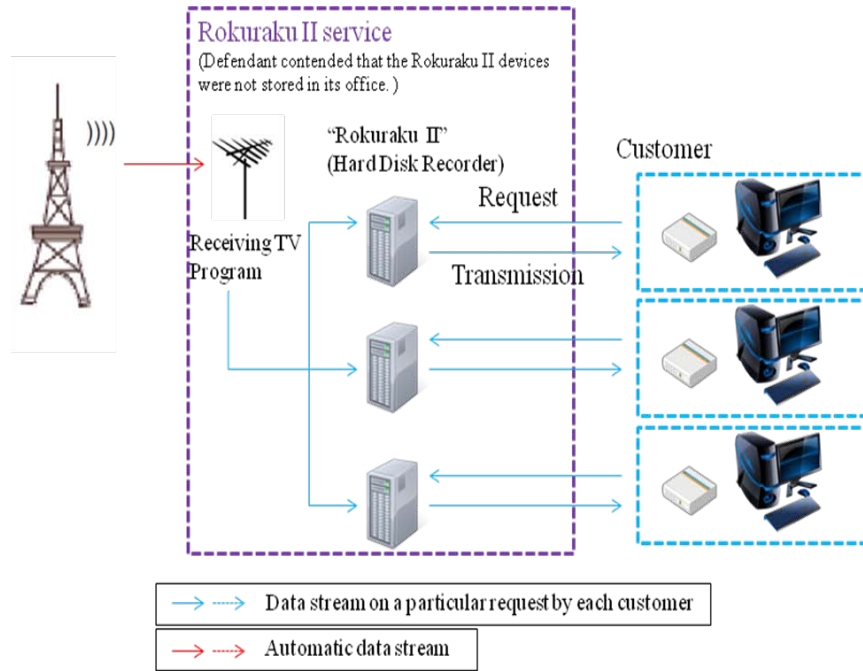 Rokuraku II service
(Defendant contended that the Rokuraku II devices
were not stored in its office. )
“Rokuraku II”
(Hard Disk Recorder)
Customer
Request
Receiving TV
Program
Transmission
Data stream on a particular request by each customer
Automatic data stream